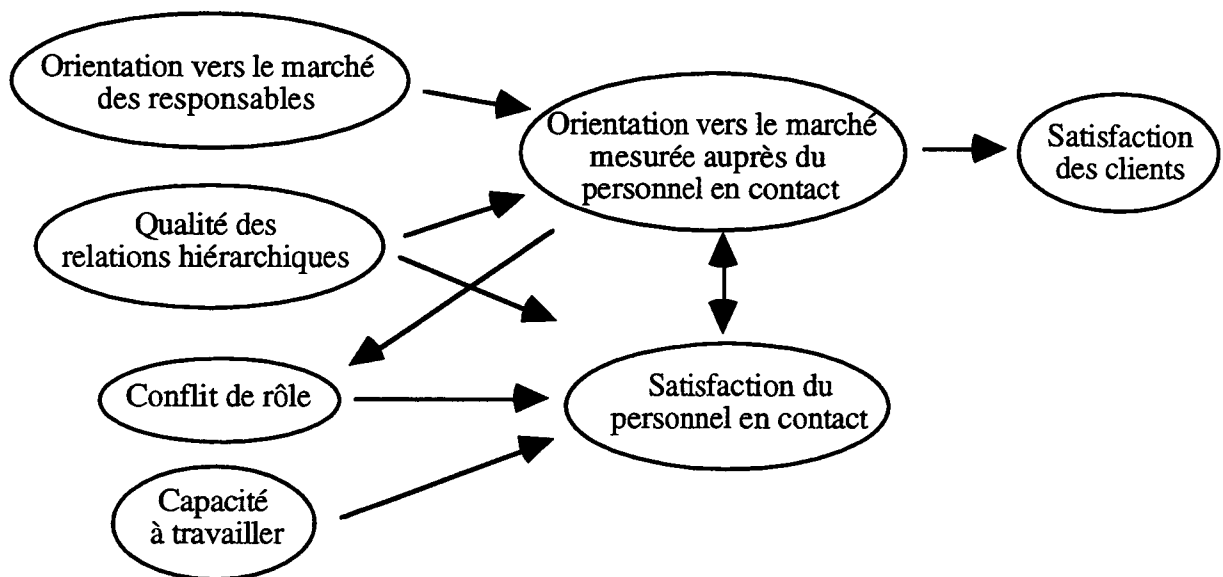 Orientation vers le marché
des responsables
Orientation vers le marché
mesurée auprès du
personnel en contact
Satisfaction
des clients
Qualité des
relations hiérarchiques
Conflit de rôle
Satisfaction du
personnel en contact
Capacité
à travailler